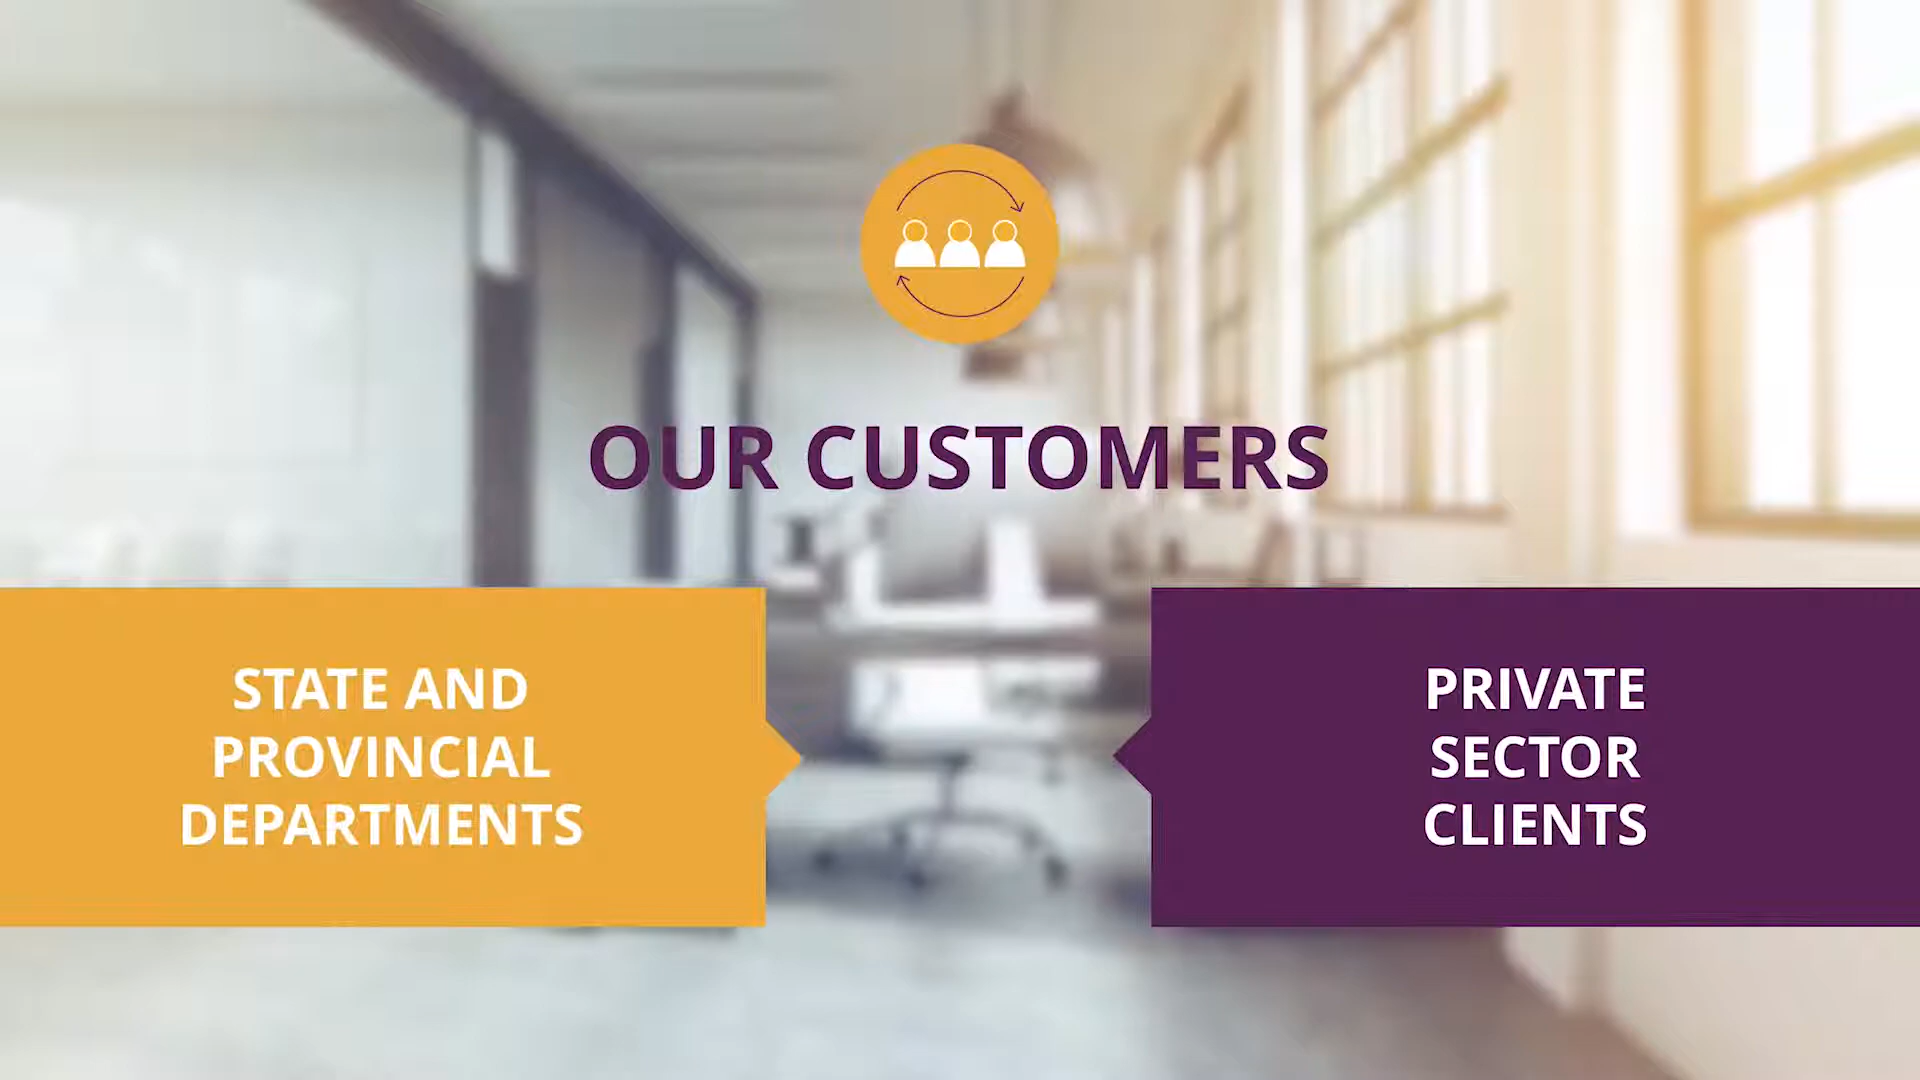 OUR CUSTOMERS
STATE AND
PROVINCIAL
DEPARTMENTS
PRIVATE
SECTOR
CLIENTS